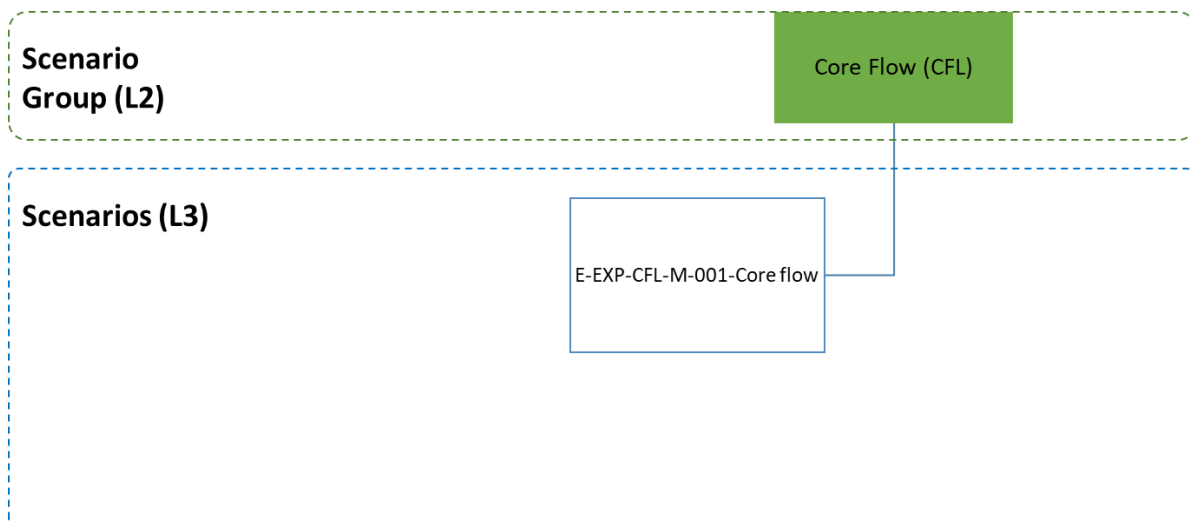 Scenario
Group (L2)
Core Flow (CFL)
Scenarios (L3)
E-EXP-CFL-M-001-Core flow